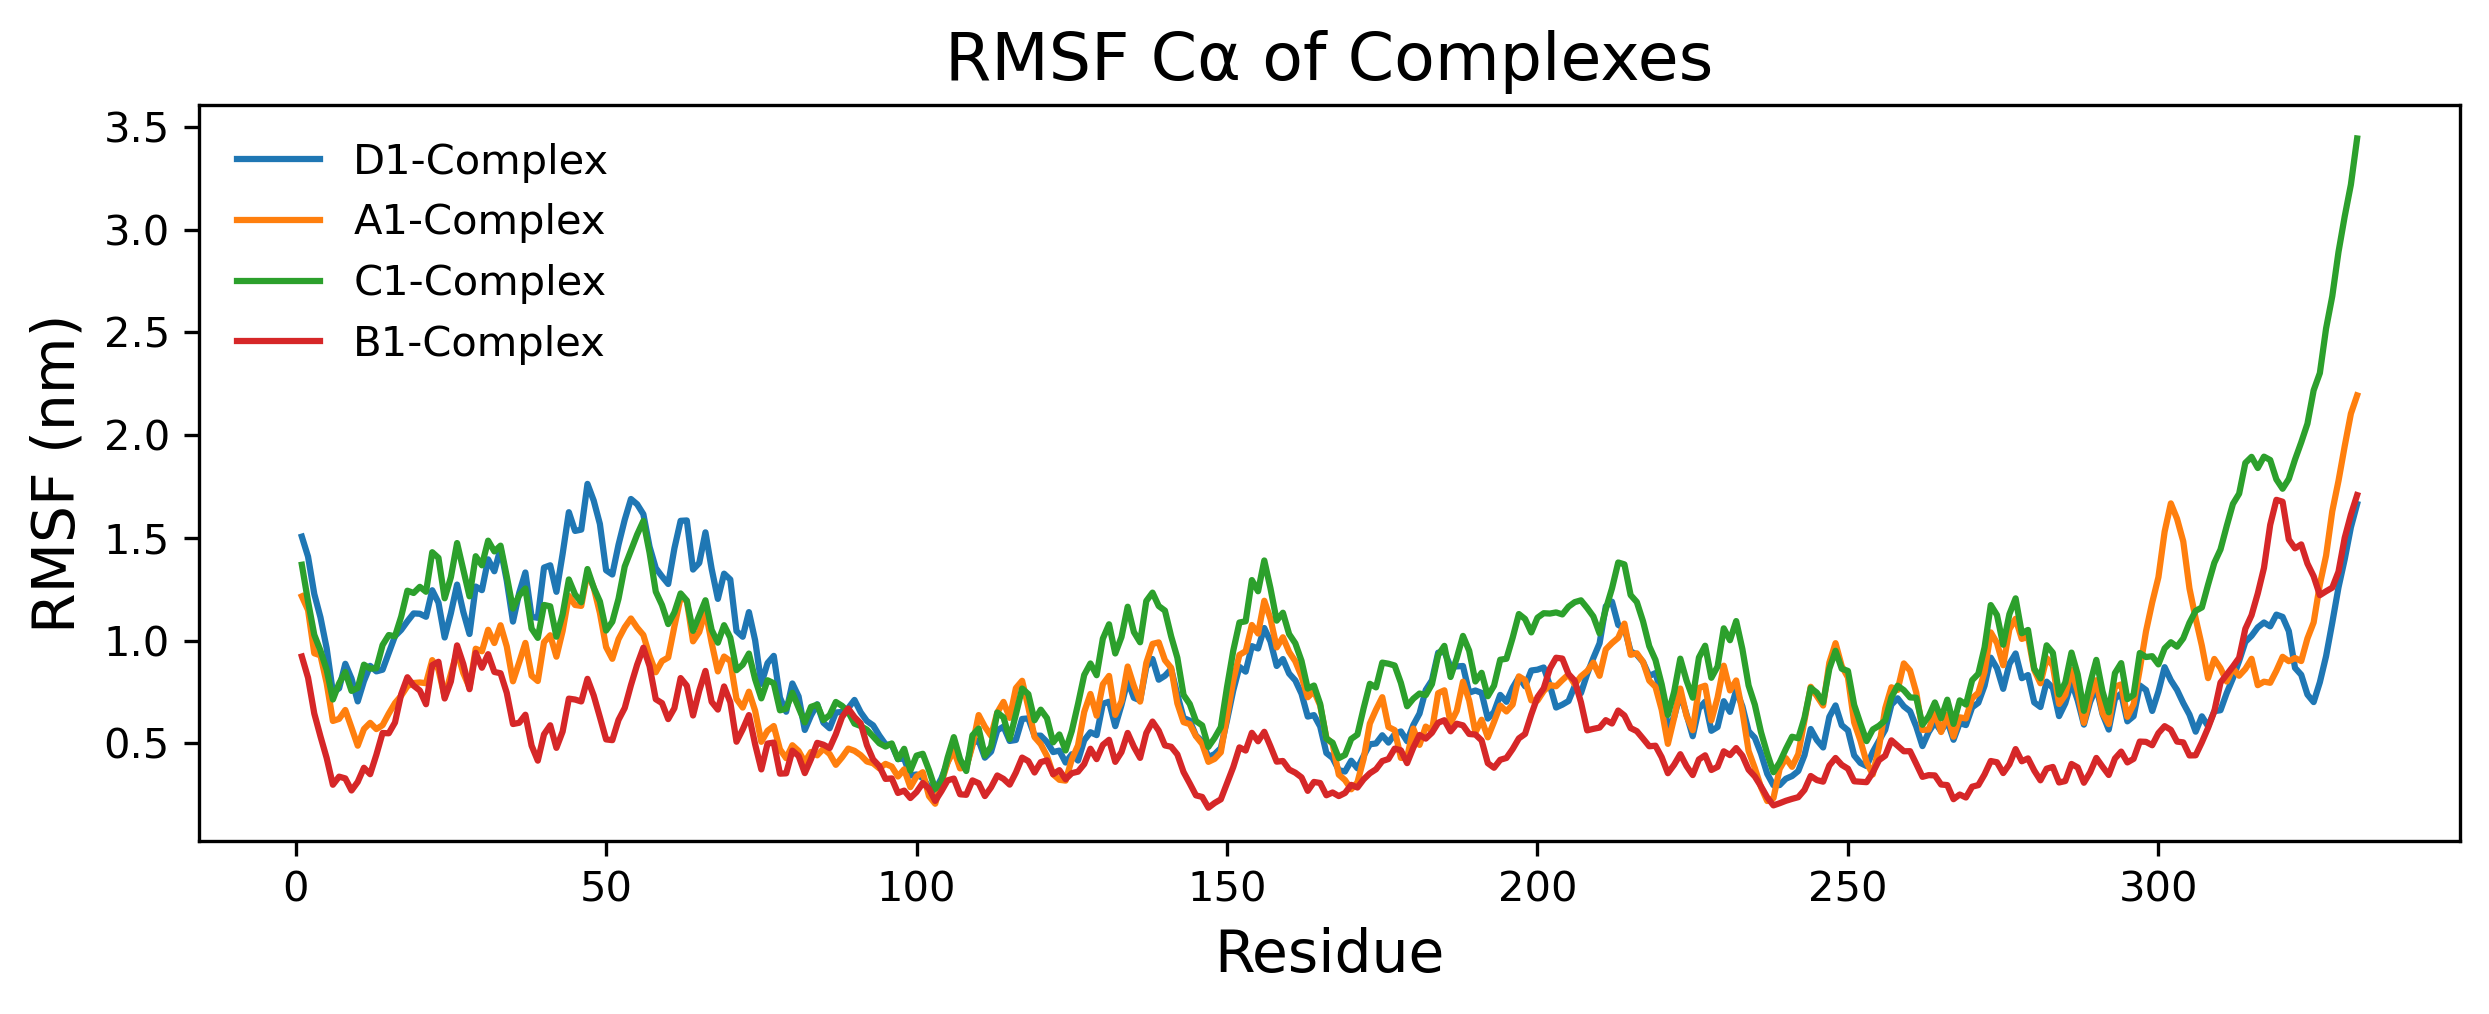 RMSF Cα of Complexes
3.5
3.0
2.5
2.0
1.5
1.0
0.5
RMSF (nm)
D1-Complex
A1-Complex
C1-Complex
B1-Complex
0 50 100 150 200 250 300
Residue